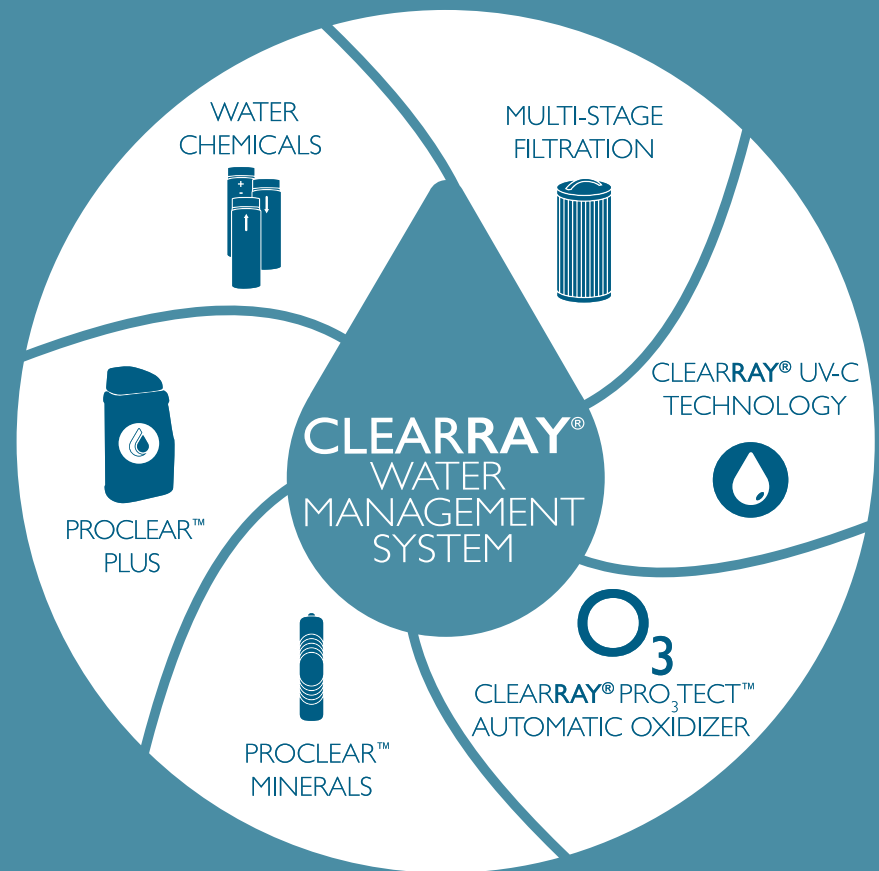 WATER
CHEMICALS
MULTI-STAGE
FILTRATION
CLEARRAY® UV-C
TECHNOLOGY
O3
CLEARRAY® PRO₃TECT™
AUTOMATIC OXIDIZER
PROCLEAR™
MINERALS
PROCLEAR™
PLUS
CLEARRAY®
WATER
MANAGEMENT
SYSTEM